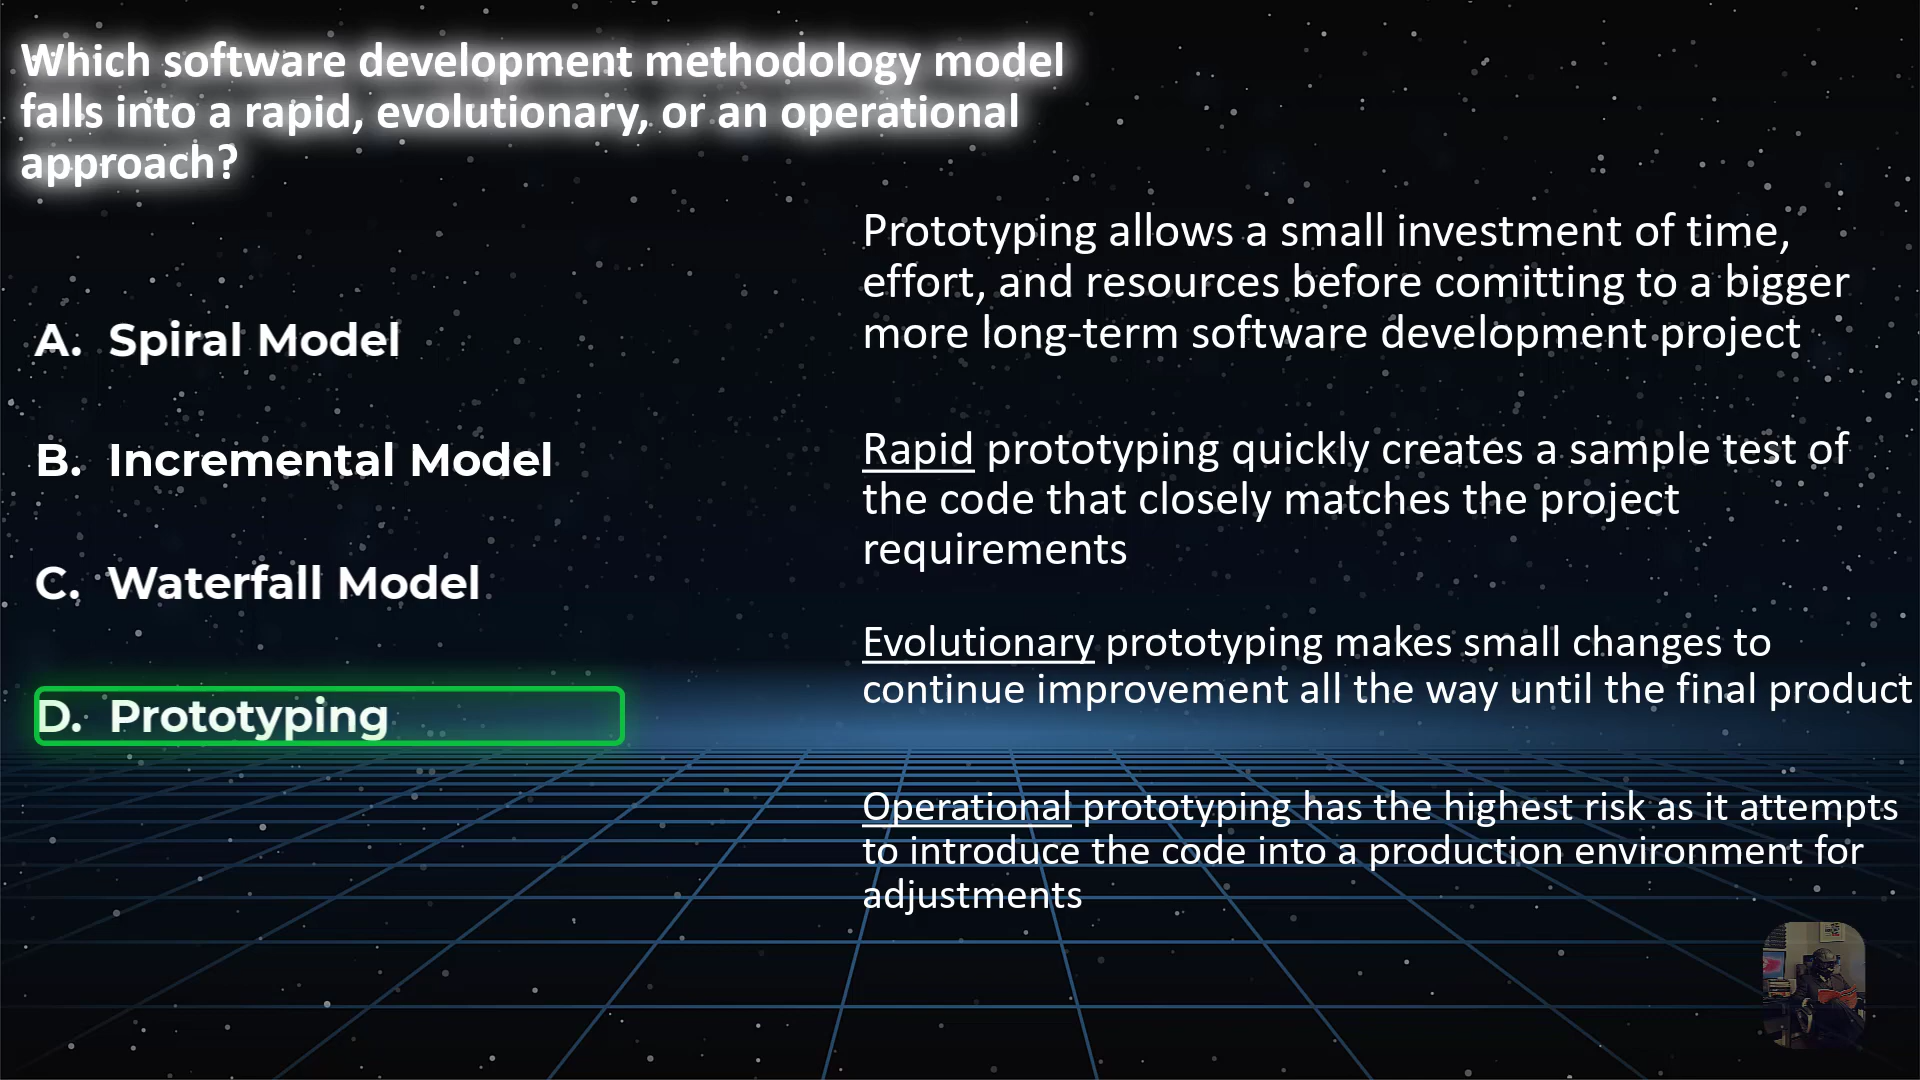 Which software development methodology model
falls into a rapid, evolutionary, or an operational
approach?
A. Spiral Model
B. Incremental Model
C. Waterfall Model
D. Prototyping
Prototyping allows a small investment of time,
effort, and resources before comitting to a bigger
more long-term software development project
Rapid prototyping quickly creates a sample test of
the code that closely matches the project
requirements
Evolutionary prototyping makes small changes to
continue improvement all the way until the final product
Operational prototyping has the highest risk as it attempts
to introduce the code into a production environment for
adjustments